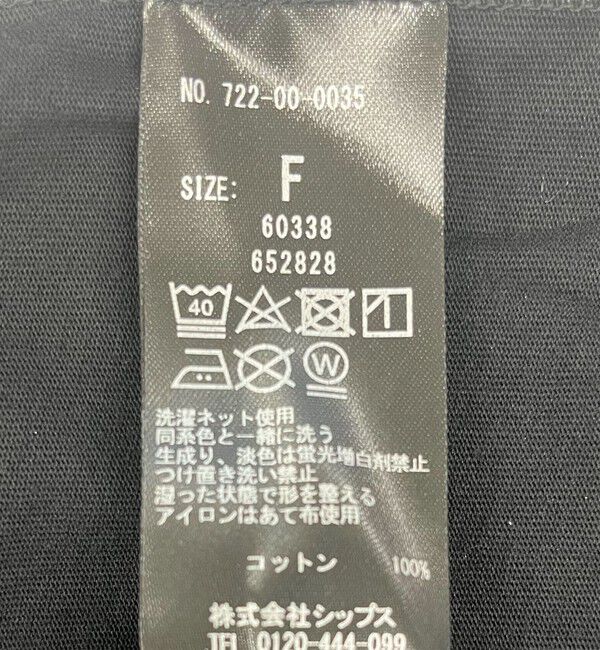 NO. 722-00-0035
SIZE: F
60338
652828
40
W
洗濯ネット使用
同系色と一緒に洗う
生成り、淡色は蛍光増白剤禁止
つけ置き洗い禁止
湿った状態で形を整える
アイロンはあて布使用
コットン 100%
株式会社シップス
TEL 0120-444-099